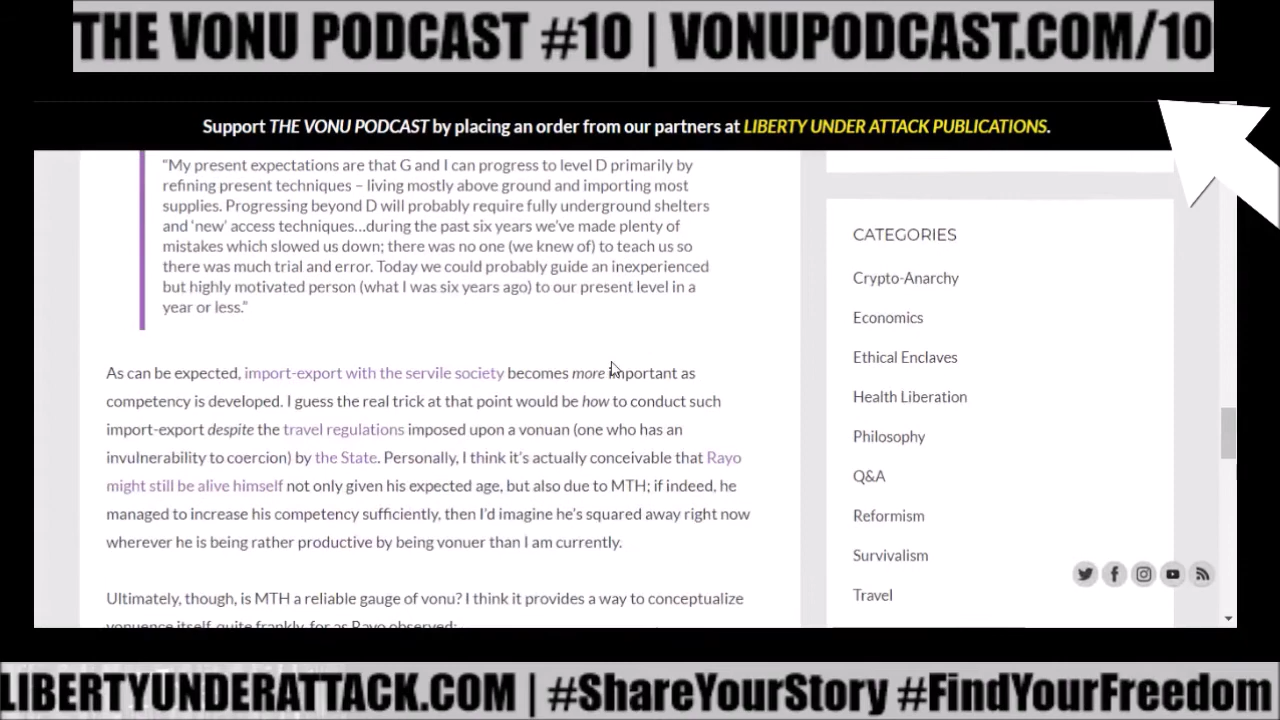 THE VONU PODCAST #10 | VONUPODCAST.COM/10
Support THE VONU PODCAST by placing an order from our partners at LIBERTY UNDER ATTACK PUBLICATIONS.
"My present expectations are that G and I can progress to level D primarily by
refining present techniques – living mostly above ground and importing most
supplies. Progressing beyond D will probably require fully underground shelters
and ‘new’ access techniques…during the past six years we’ve made plenty of
mistakes which slowed us down; there was no one (we knew of) to teach us so
there was much trial and error. Today we could probably guide an inexperienced
but highly motivated person (what I was six years ago) to our present level in a
year or less."
As can be expected, import-export with the servile society becomes more important as
competency is developed. I guess the real trick at that point would be how to conduct such
import-export despite the travel regulations imposed upon a vonuan (one who has an
invulnerability to coercion) by the State. Personally, I think it’s actually conceivable that Rayo
might still be alive himself not only given his expected age, but also due to MTH; if indeed, he
managed to increase his competency sufficiently, then I’d imagine he’s squared away right now
wherever he is being rather productive by being vonuer than I am currently.
Ultimately, though, is MTH a reliable gauge of vonu? I think it provides a way to conceptualize
vonuence itself, quite frankly, for as Rayo observed:
CATEGORIES
Crypto-Anarchy
Economics
Ethical Enclaves
Health Liberation
Philosophy
Q&A
Reformism
Survivalism
Travel
LIBERTYUNDERATTACK.COM | #ShareYourStory #FindYourFreedom